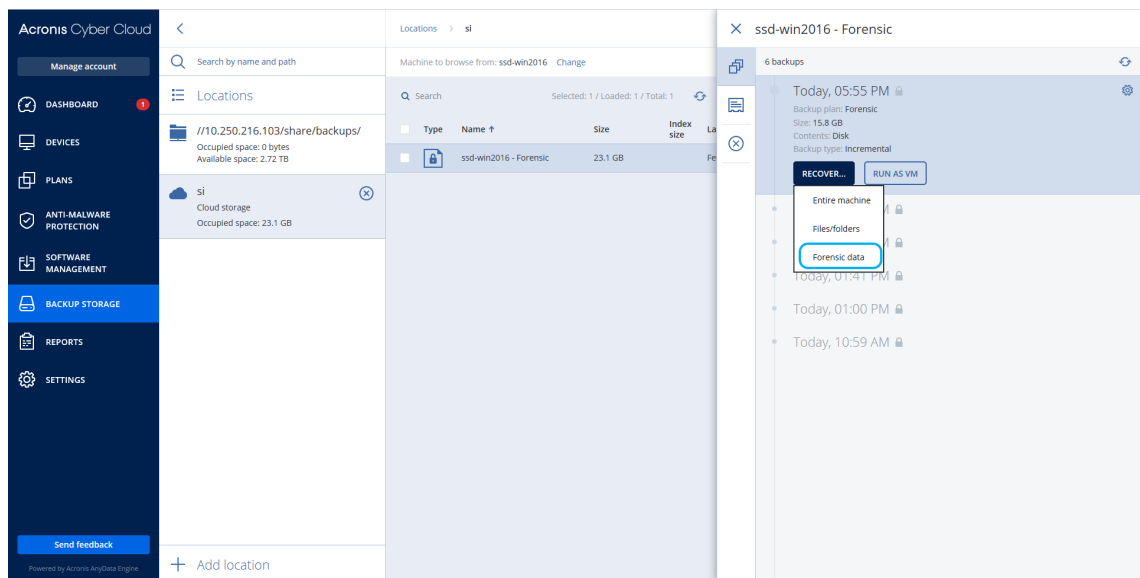 Acronis Cyber Cloud
Manage account
DASHBOARD
1
DEVICES
PLANS
ANTI-MALWARE
PROTECTION
SOFTWARE
MANAGEMENT
BACKUP STORAGE
REPORTS
SETTINGS
Send feedback
Powered by Acronis AnyData Engine
Search by name and path
Locations
//10.250.216.103/share/backups/
Occupied space: 0 bytes
Available space: 2.72 TB
si
Cloud storage
Occupied space: 23.1 GB
+ Add location
Locations > si
Machine to browse from: ssd-win2016 Change
Search Selected: 1 / Loaded: 1 / Total: 1
Type Name ↑ Size Index size La
ssd-win2016 - Forensic 23.1 GB Fe
ssd-win2016 - Forensic
6 backups
Today, 05:55 PM
Backup plan: Forensic
Size: 15.8 GB
Contents: Disk
Backup type: Incremental
RECOVER... RUN AS VM
Entire machine
Files/folders
Forensic data
Today, 01:41 PM
Today, 01:00 PM
Today, 10:59 AM